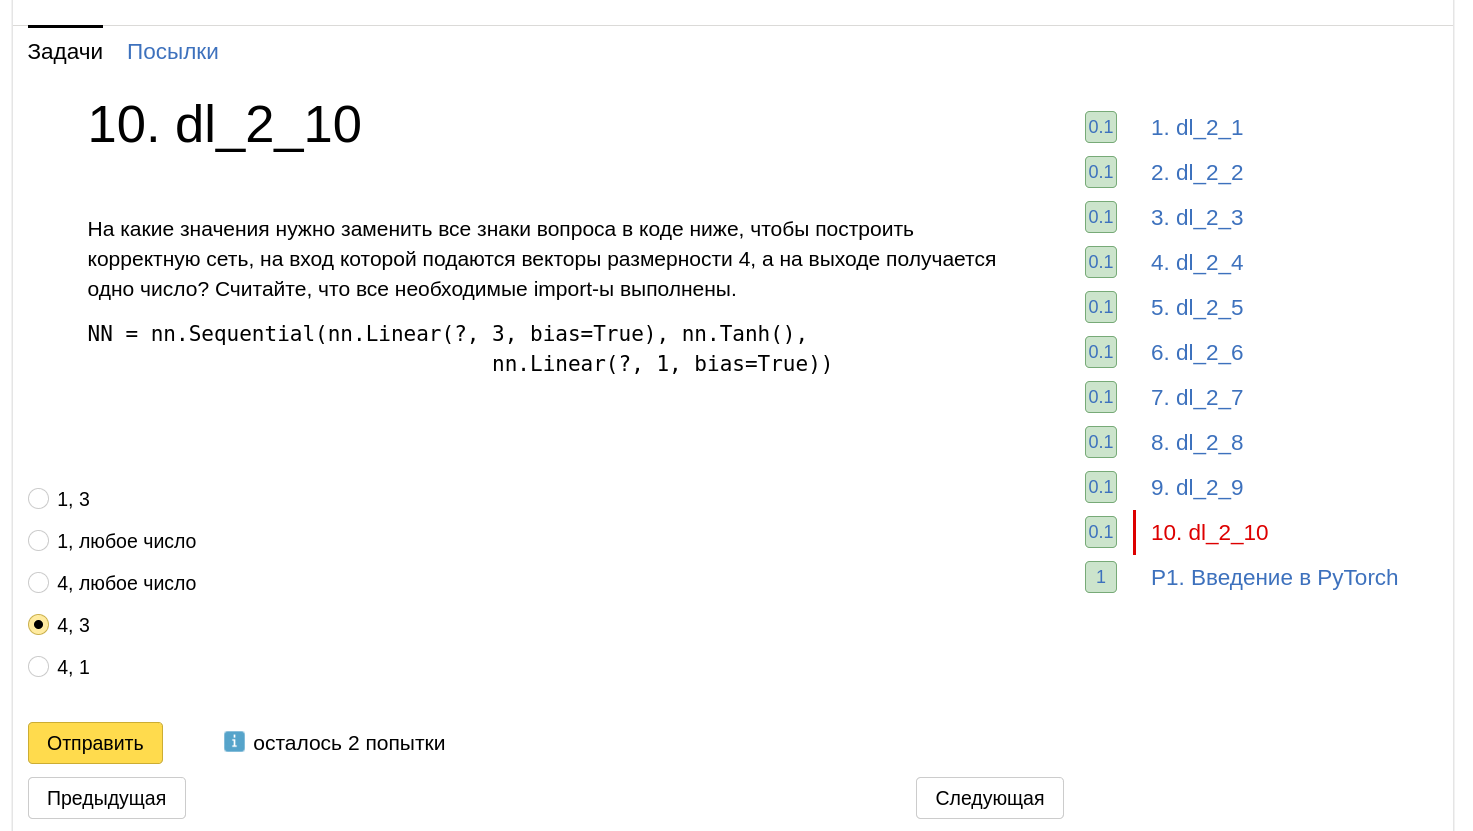 Задачи Посылки
10. dl_2_10
На какие значения нужно заменить все знаки вопроса в коде ниже, чтобы построить
корректную сеть, на вход которой подаются векторы размерности 4, а на выходе получается
одно число? Считайте, что все необходимые import-ы выполнены.
NN = nn.Sequential(nn.Linear(?, 3, bias=True), nn.Tanh(),
nn.Linear(?, 1, bias=True))
1, 3
1, любое число
4, любое число
4, 3
4, 1
Отправить
i осталось 2 попытки
Предыдущая
Следующая
0.1 1. dl_2_1
0.1 2. dl_2_2
0.1 3. dl_2_3
0.1 4. dl_2_4
0.1 5. dl_2_5
0.1 6. dl_2_6
0.1 7. dl_2_7
0.1 8. dl_2_8
0.1 9. dl_2_9
0.1 10. dl_2_10
1 P1. Введение в PyTorch